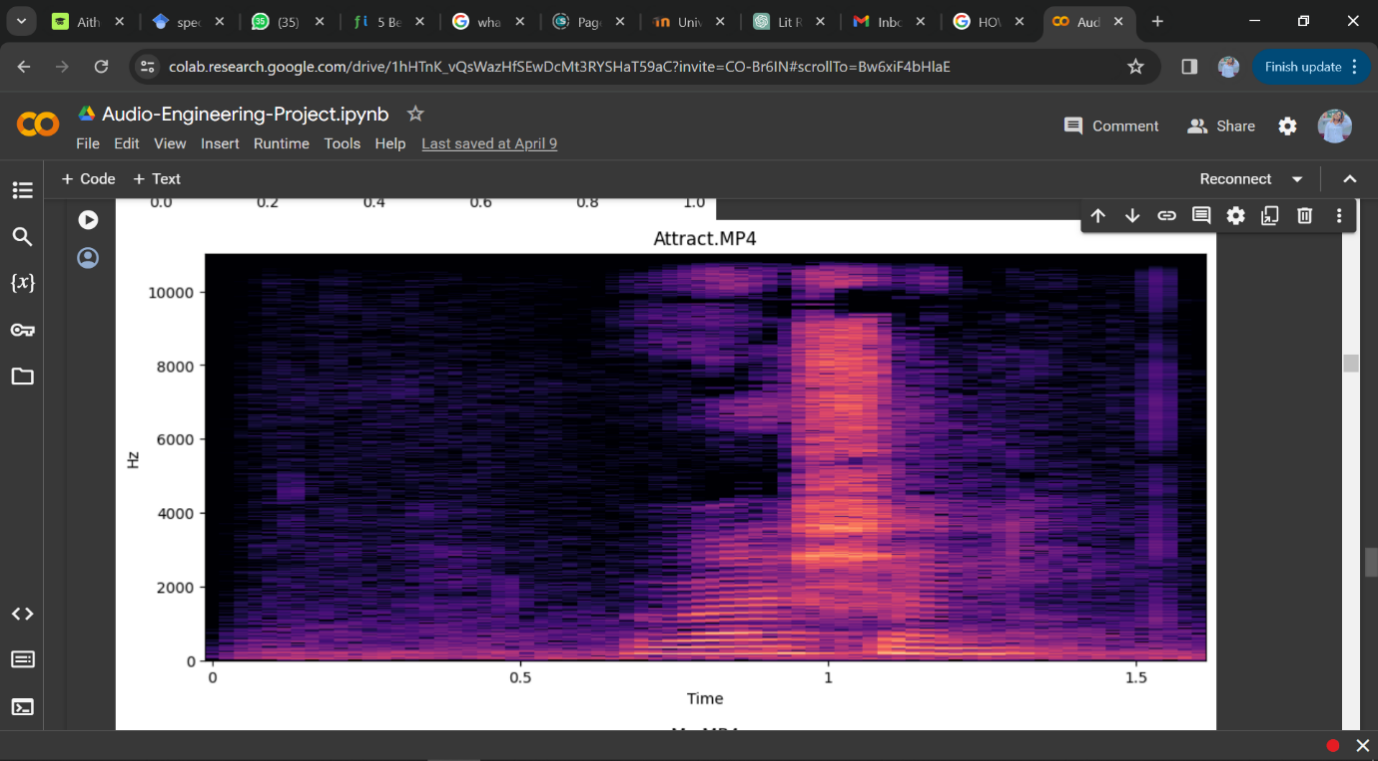 Aith
spec
(35)
5 Be
wha
Pag
Univ
Lit R
Inbc
HOV
Aud
colab.research.google.com/drive/1hHTnK_vQsWazHfSEwDcMt3RYSHaT59aC?invite=CO-Br6IN#scrollTo=Bw6xiF4bHlaE
Finish update
Audio-Engineering-Project.ipynb
Comment
Share
File Edit View Insert Runtime Tools Help Last saved at April 9
+ Code + Text
Reconnect
0.0 0.2 0.4 0.6 0.8 1.0
Attract.MP4
10000
8000
6000
Hz
4000
2000
0
0 0.5 1 1.5
Time